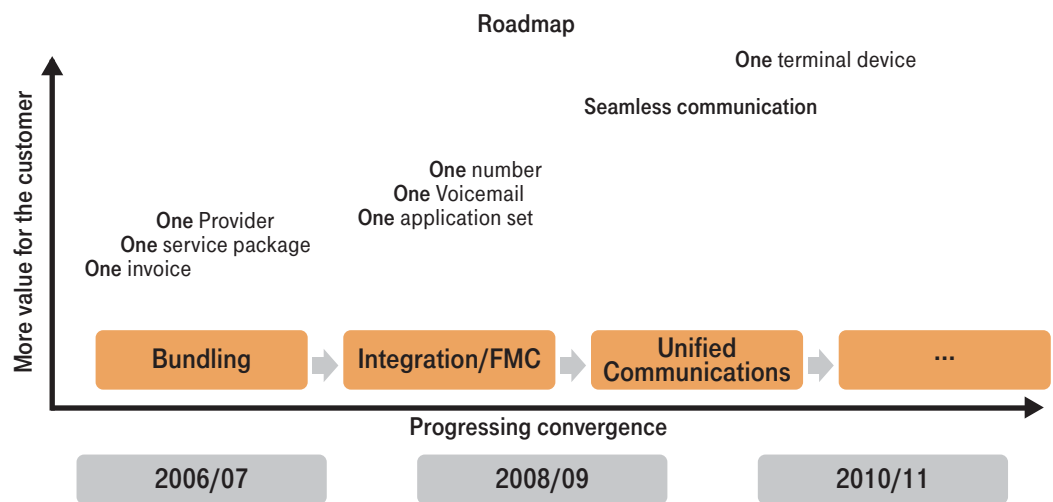 Roadmap
One terminal device
Seamless communication
One number
One Voicemail
One application set
One Provider
One service package
One invoice
More value for the customer
Bundling
Integration/FMC
Unified
Communications
...
Progressing convergence
2006/07
2008/09
2010/11